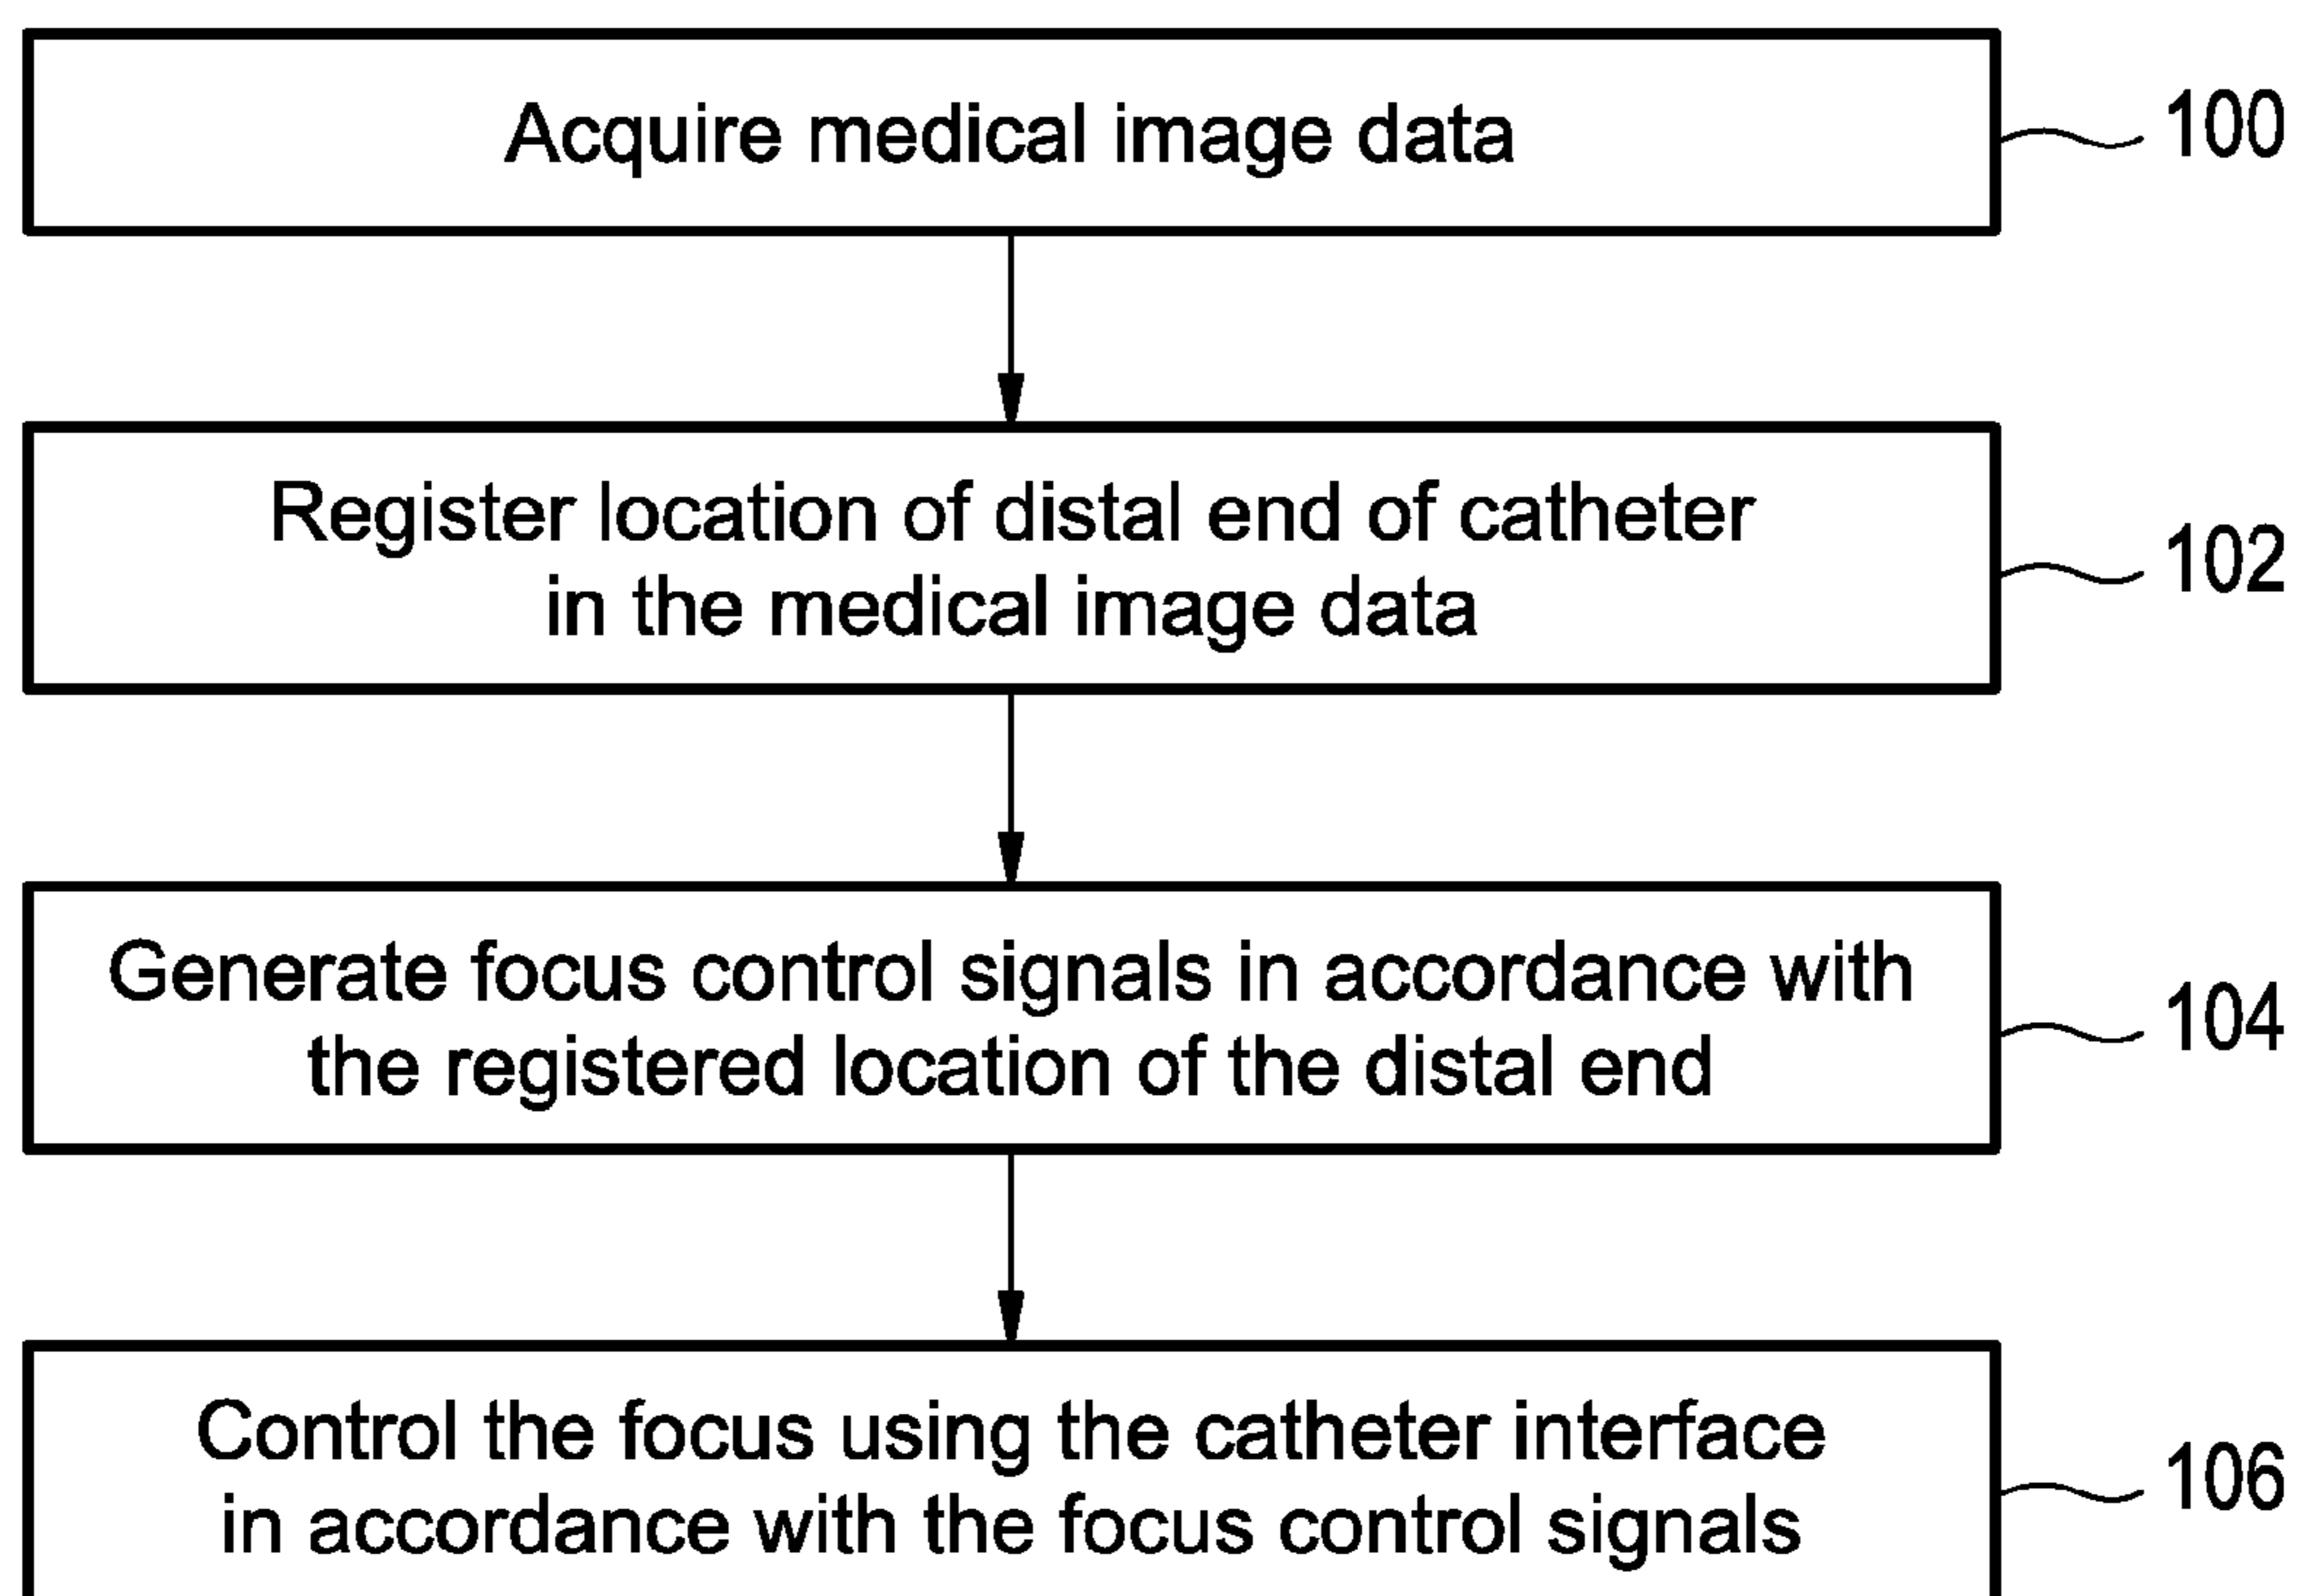 Acquire medical image data
100
Register location of distal end of catheter
in the medical image data
102
Generate focus control signals in accordance with
the registered location of the distal end
104
Control the focus using the catheter interface
in accordance with the focus control signals
106